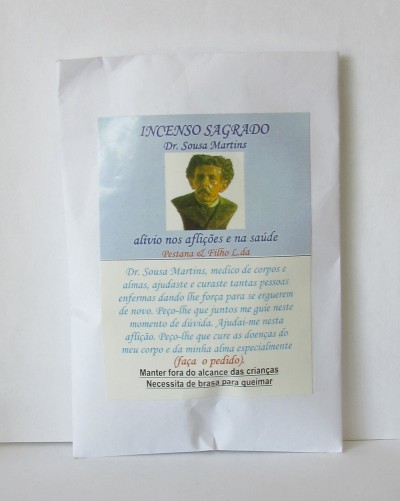 INCENSO SAGRADO
Dr. Sousa Martins
alívio nos aflições e na saúde
Pestana & Filho L.da
Dr. Sousa Martins, medico de corpos e
almas, ajudaste e curaste tantas pessoas
enfermas dando lhe força para se erguerem
de novo. Peço-lhe que juntos me guie neste
momento de dúvida. Ajudai-me nesta
aflição. Peço-lhe que cure as doenças do
meu corpo e da minha alma especialmente
(faça o pedido).
Manter fora do alcance das crianças
Necessita de brasa para queimar